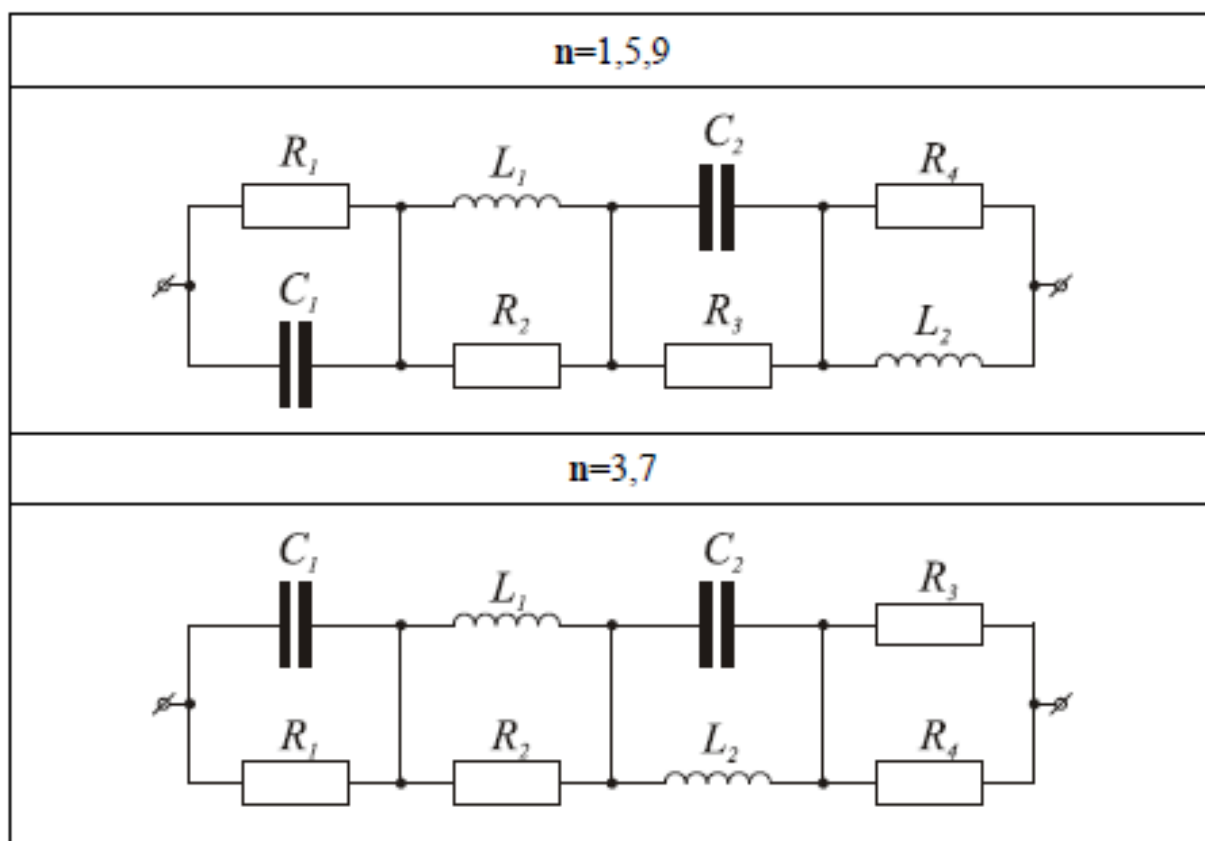 n=1,5,9
R1 L1 C2 R4
C1 R2 R3 L2
n=3,7
C1 L1 C2 R3
R1 R2 L2 R4